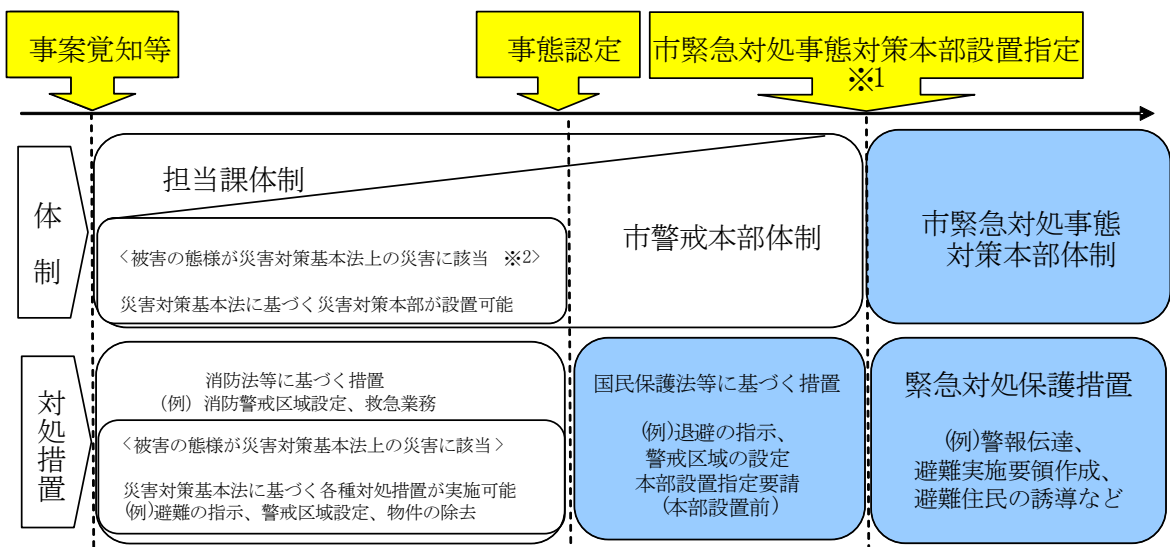 事案覚知等
事態認定
市緊急対処事態対策本部設置指定
※1
体制
担当課体制
<被害の態様が災害対策基本法上の災害に該当 ※2>
災害対策基本法に基づく災害対策本部が設置可能
市警戒本部体制
市緊急対処事態
対策本部体制
対処措置
消防法等に基づく措置
(例) 消防警戒区域設定、救急業務
<被害の態様が災害対策基本法上の災害に該当>
災害対策基本法に基づく各種対処措置が実施可能
(例)避難の指示、警戒区域設定、物件の除去
国民保護法等に基づく措置
(例)退避の指示、
警戒区域の設定
本部設置指定要請
(本部設置前)
緊急対処保護措置
(例)警報伝達、
避難実施要領作成、
避難住民の誘導など